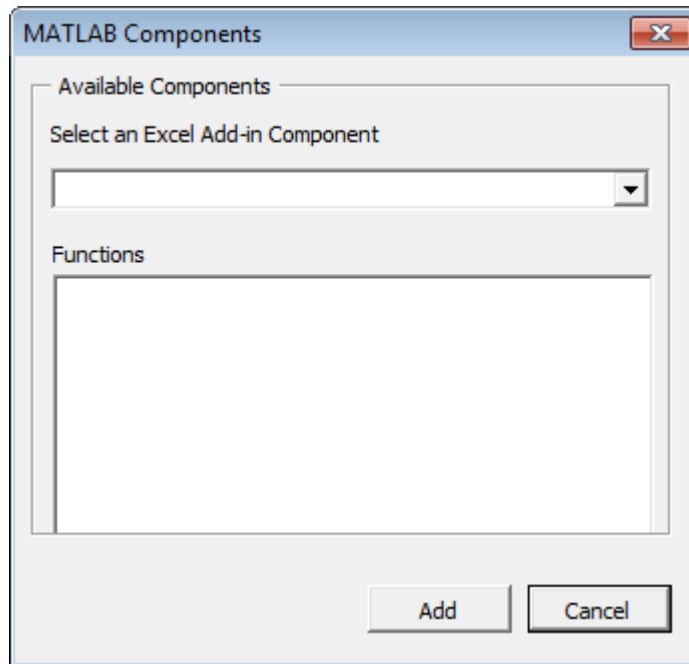 MATLAB Components
Available Components
Select an Excel Add-in Component
Functions
Add
Cancel